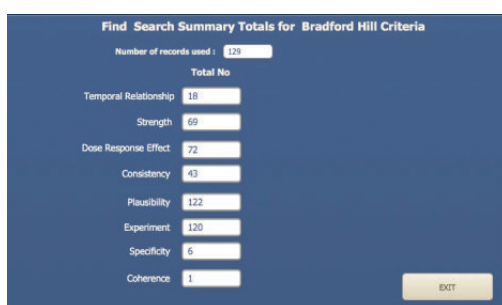 Find Search Summary Totals for Bradford Hill Criteria
Number of records used : 129
Total No
Temporal Relationship 18
Strength 69
Dose Response Effect 72
Consistency 43
Plausibility 122
Experiment 120
Specificity 6
Coherence 1
EXIT